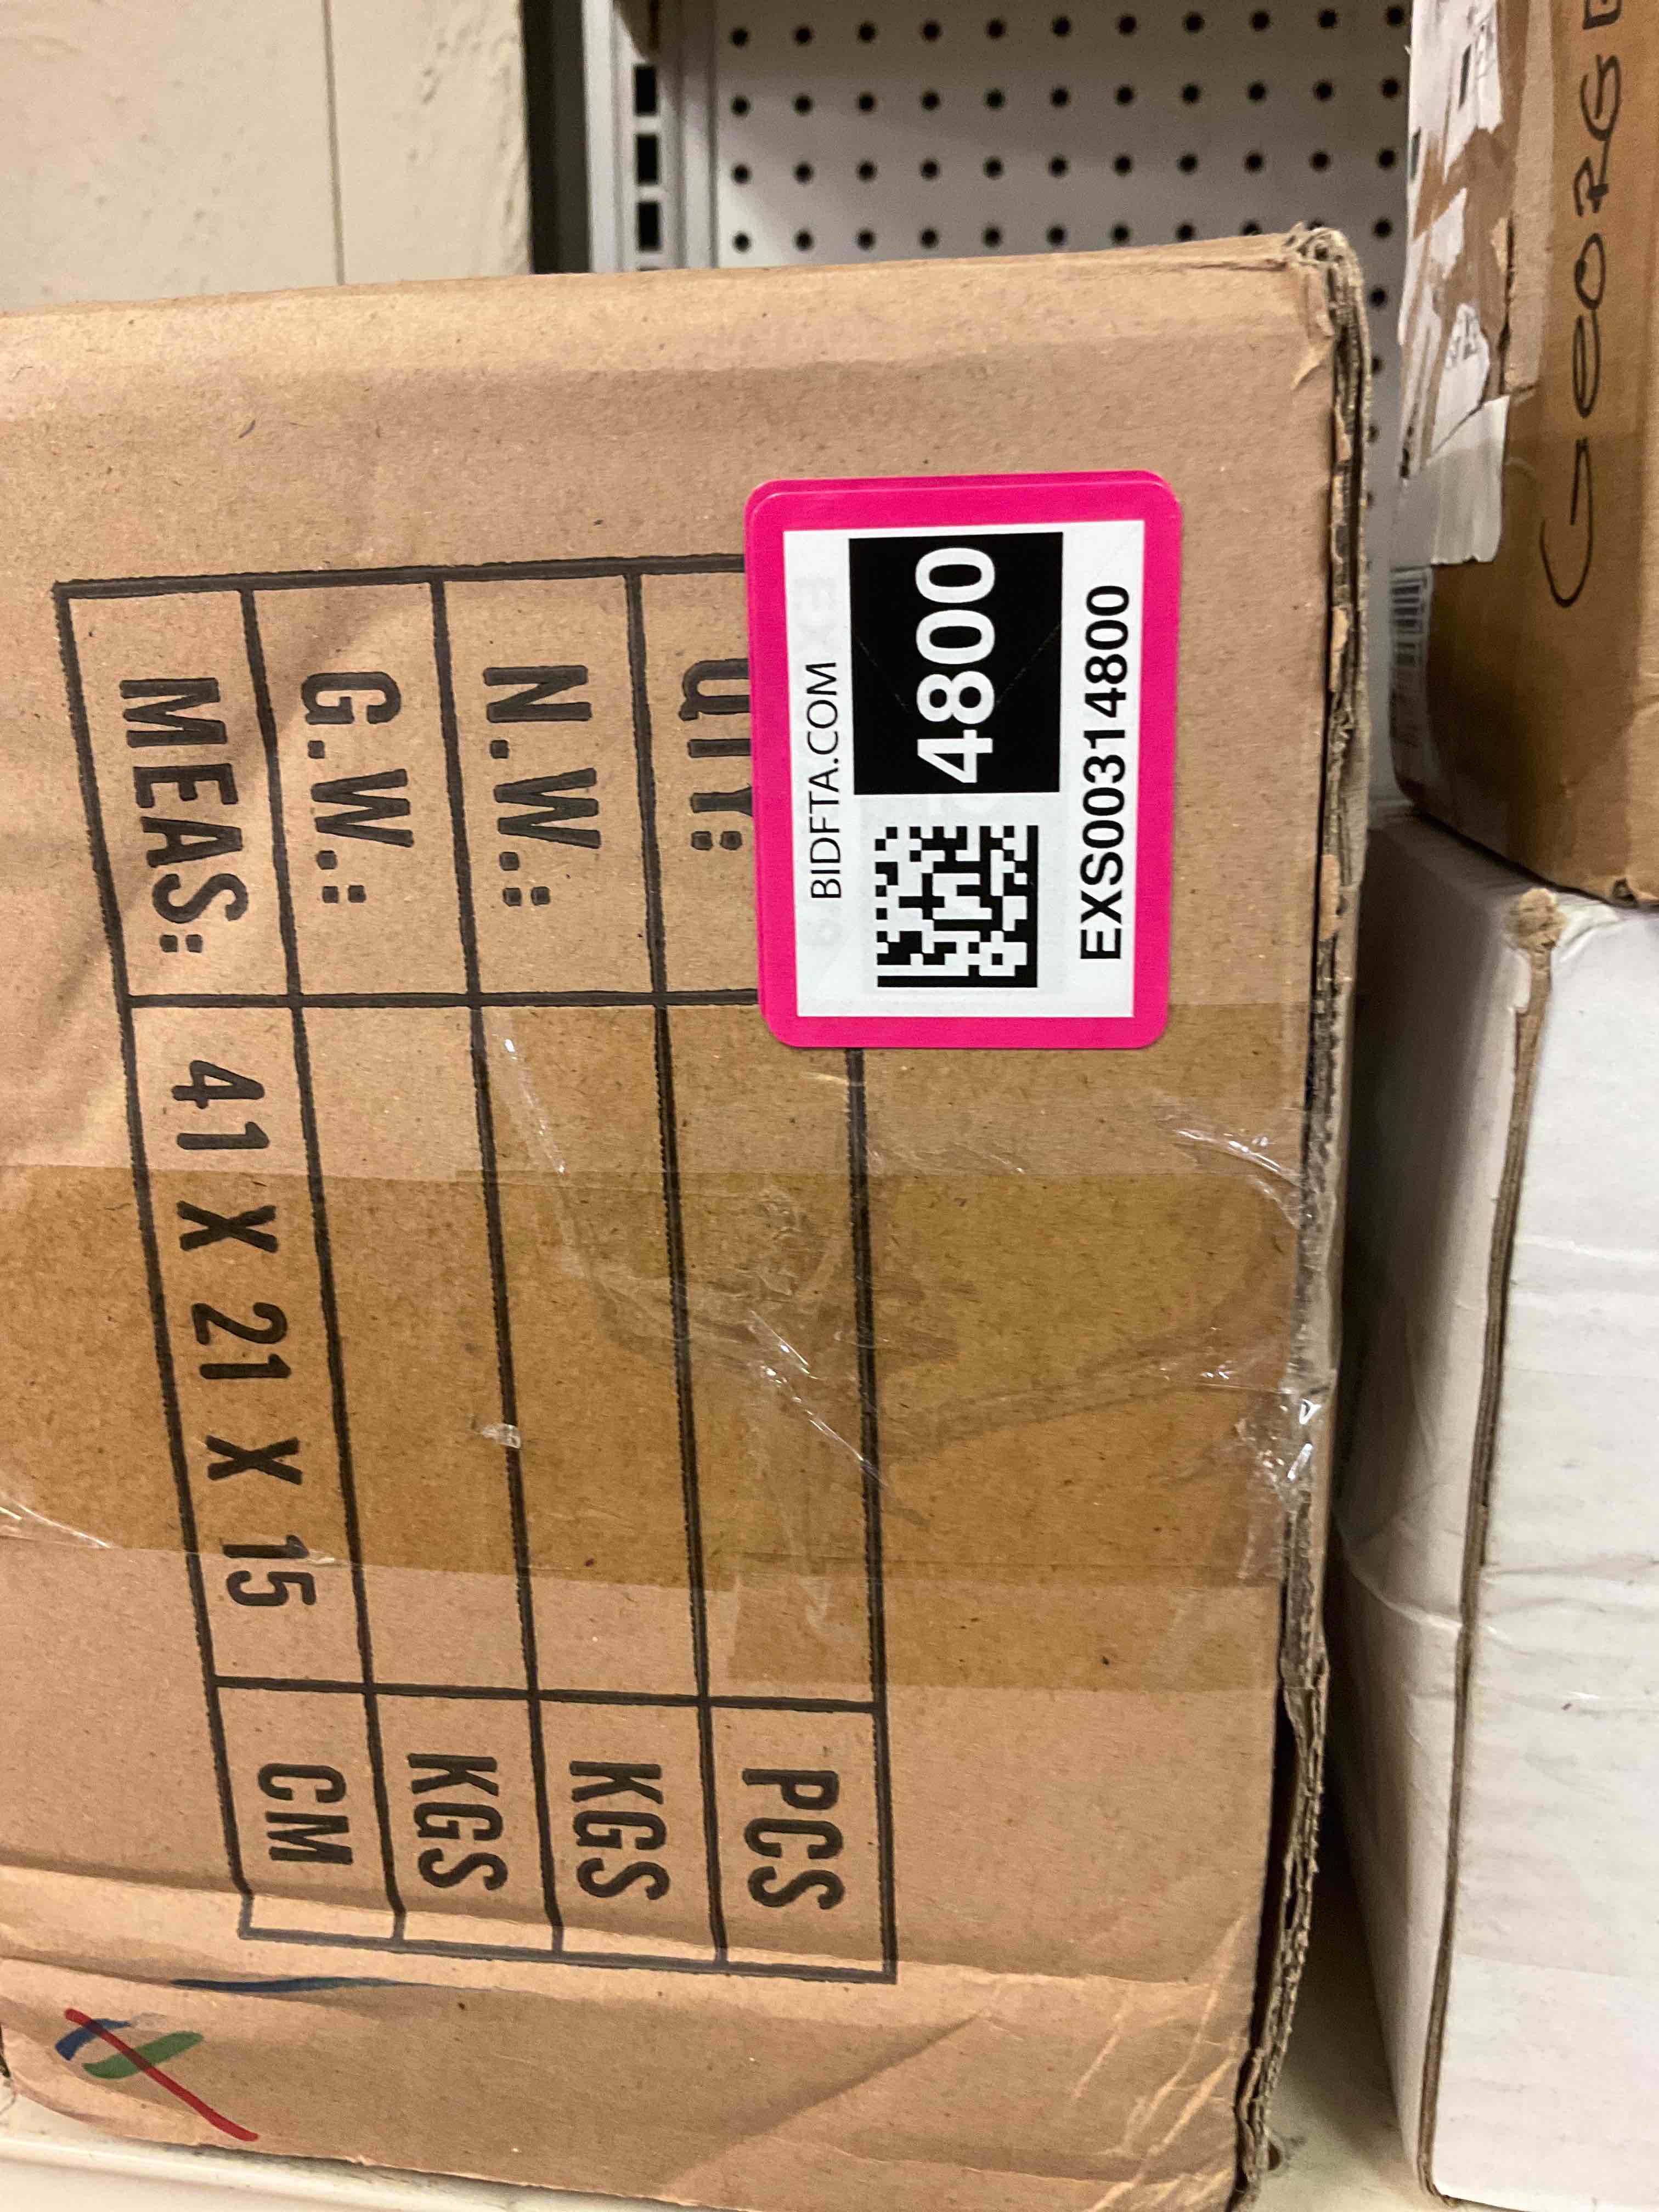 BIDFTA.COM
4800
EXS00314800
QTY: PCS
N.W.: KGS
G.W.: KGS
MEAS: 41 X 21 X 15 CM
GEORGE